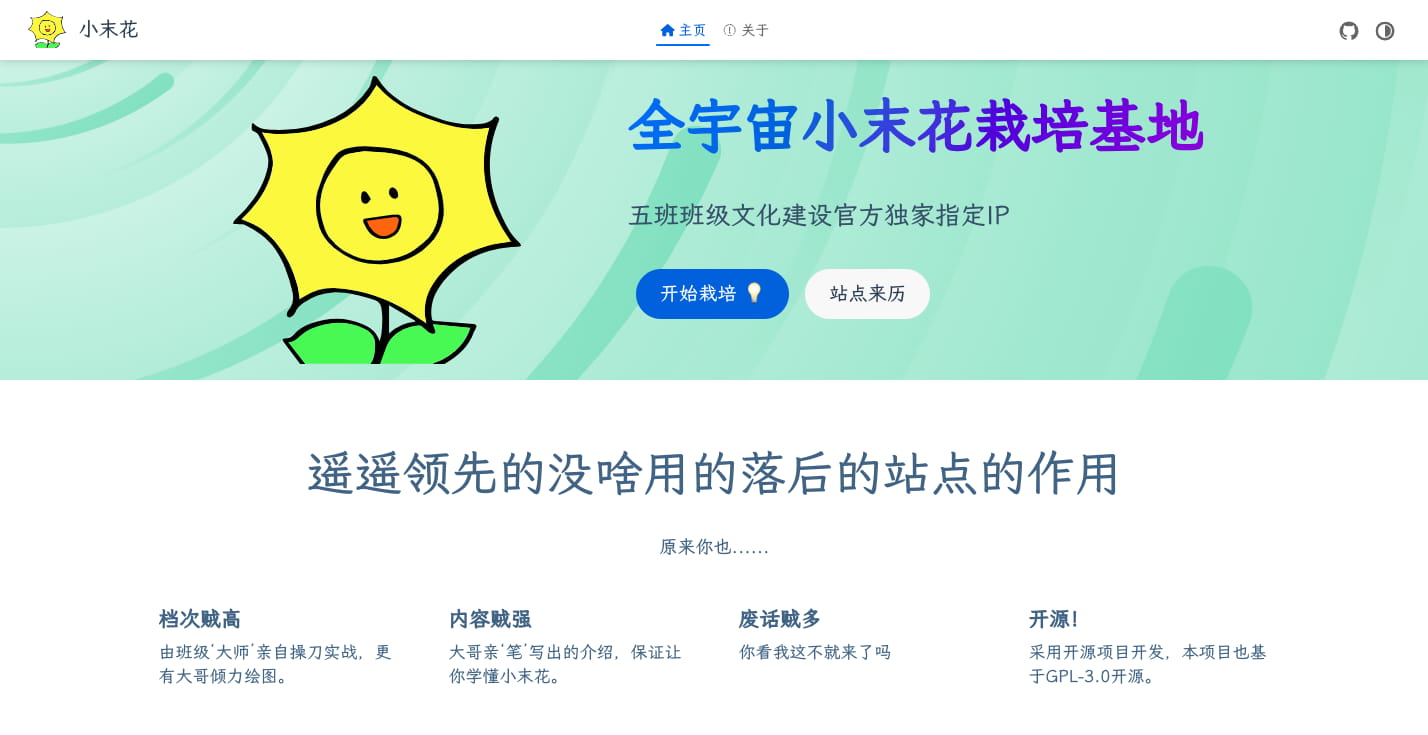 小末花
主页
关于
全宇宙小末花栽培基地
五班班级文化建设官方独家指定IP
开始栽培
站点来历
遥遥领先的没啥用的落后的站点的作用
原来你也……
档次贼高
由班级‘大师’亲自操刀实战，更
有大哥倾力绘图。
内容贼强
大哥亲‘笔’写出的介绍，保证让
你学懂小末花。
废话贼多
你看我这不就来了吗
开源！
采用开源项目开发，本项目也基
于GPL-3.0开源。